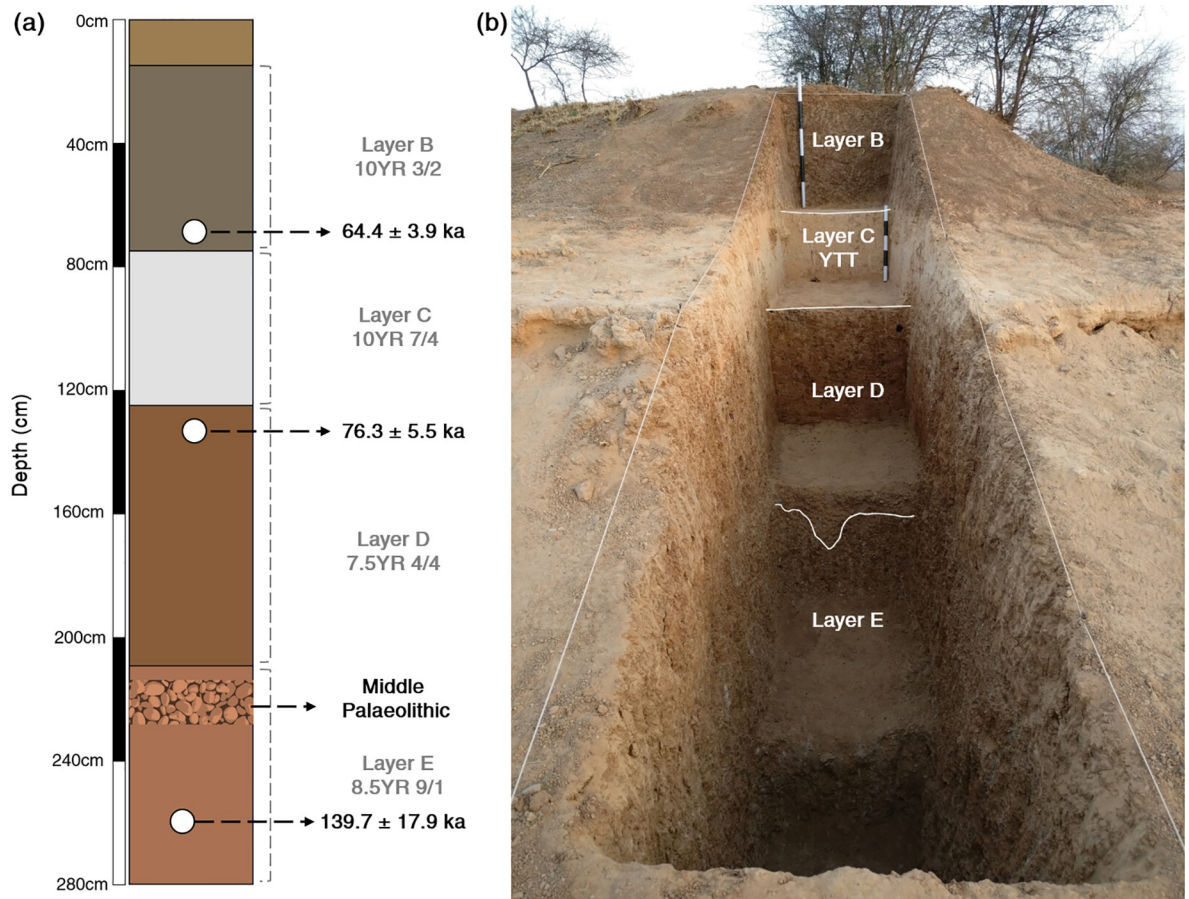 (a)
0cm
40cm
80cm
120cm
160cm
200cm
240cm
280cm
Depth (cm)
Layer B
10YR 3/2
64.4 ± 3.9 ka
Layer C
10YR 7/4
76.3 ± 5.5 ka
Layer D
7.5YR 4/4
Middle
Palaeolithic
Layer E
8.5YR 9/1
139.7 ± 17.9 ka
(b)
Layer B
Layer C
YTT
Layer D
Layer E